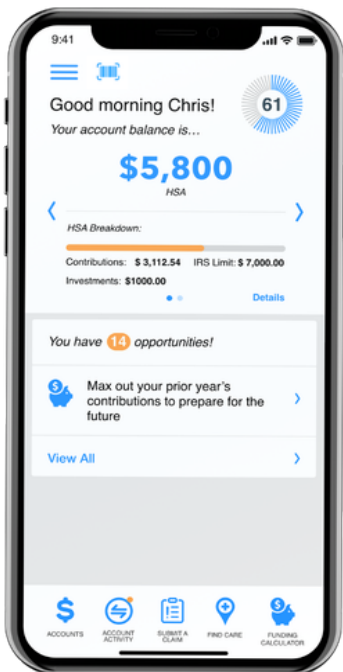 9:41
Good morning Chris!
61
Your account balance is...
$5,800
HSA
HSA Breakdown:
Contributions: $ 3,112.54 IRS Limit: $ 7,000.00
Investments: $1000.00
Details
You have 14 opportunities!
Max out your prior year's
contributions to prepare for the
future
View All
ACCOUNTS
ACCOUNT
ACTIVITY
SUBMIT A
CLAIM
FIND CARE
FUNDING
CALCULATOR